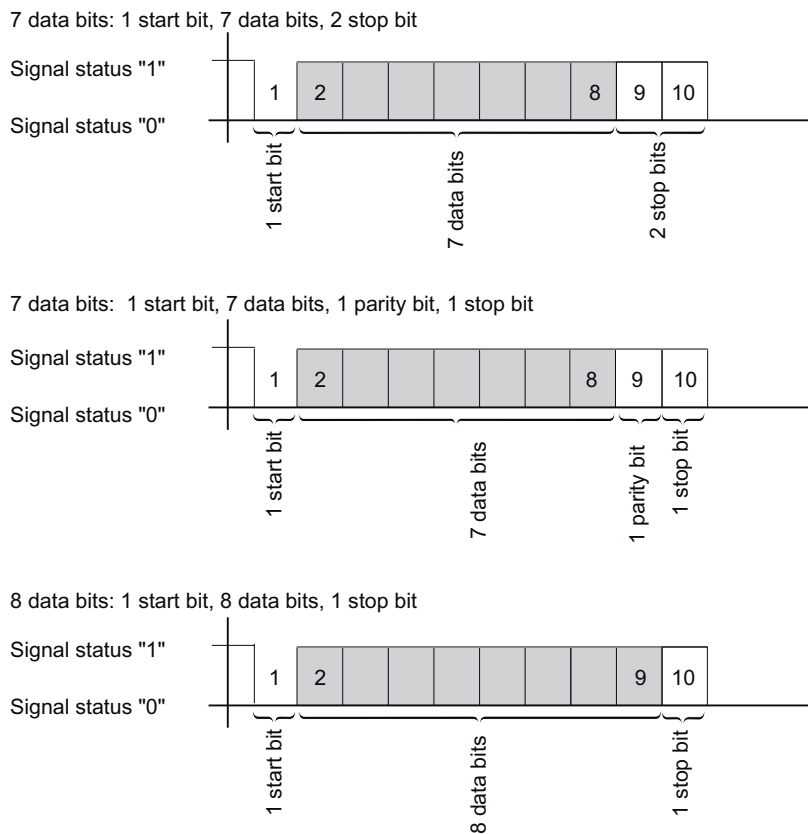 7 data bits: 1 start bit, 7 data bits, 2 stop bit
Signal status "1"
1 2 8 9 10
Signal status "0"
1 start bit
7 data bits
2 stop bits
7 data bits: 1 start bit, 7 data bits, 1 parity bit, 1 stop bit
Signal status "1"
1 2 8 9 10
Signal status "0"
1 start bit
7 data bits
1 parity bit
1 stop bit
8 data bits: 1 start bit, 8 data bits, 1 stop bit
Signal status "1"
1 2 9 10
Signal status "0"
1 start bit
8 data bits
1 stop bit